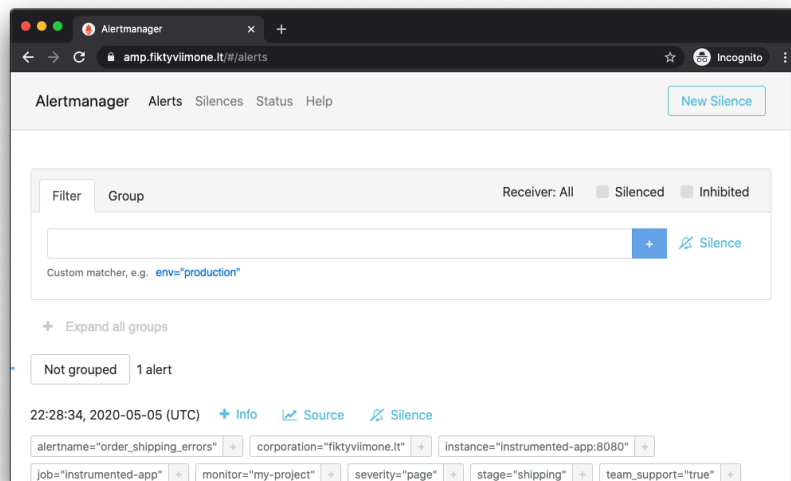 Alertmanager
amp.fiktyviimone.lt/#/alerts
Incognito
Alertmanager Alerts Silences Status Help New Silence
Filter Group Receiver: All Silenced Inhibited
+ Silence
Custom matcher, e.g. env="production"
+ Expand all groups
Not grouped 1 alert
22:28:34, 2020-05-05 (UTC) + Info Source Silence
alertname="order_shipping_errors" + corporation="fiktyviimone.lt" + instance="instrumented-app:8080" +
job="instrumented-app" + monitor="my-project" + severity="page" + stage="shipping" + team_support="true" +